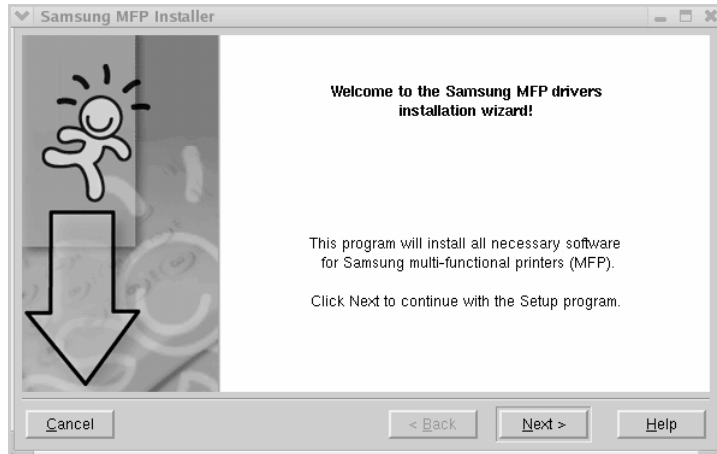 Samsung MFP Installer
Welcome to the Samsung MFP drivers
installation wizard!
This program will install all necessary software
for Samsung multi-functional printers (MFP).
Click Next to continue with the Setup program.
Cancel
< Back
Next >
Help